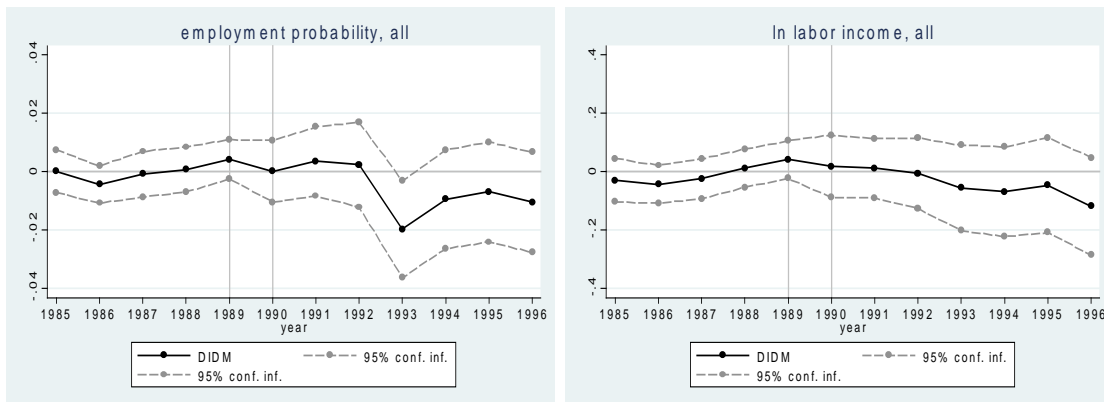 employment probability, all
.04
.02
0
-.02
-.04
1985 1986 1987 1988 1989 1990 1991 1992 1993 1994 1995 1996
year
DIDM
95% conf. inf.
95% conf. inf.
ln labor income, all
.4
.2
0
-.2
-.4
1985 1986 1987 1988 1989 1990 1991 1992 1993 1994 1995 1996
year
DIDM
95% conf. inf.
95% conf. inf.